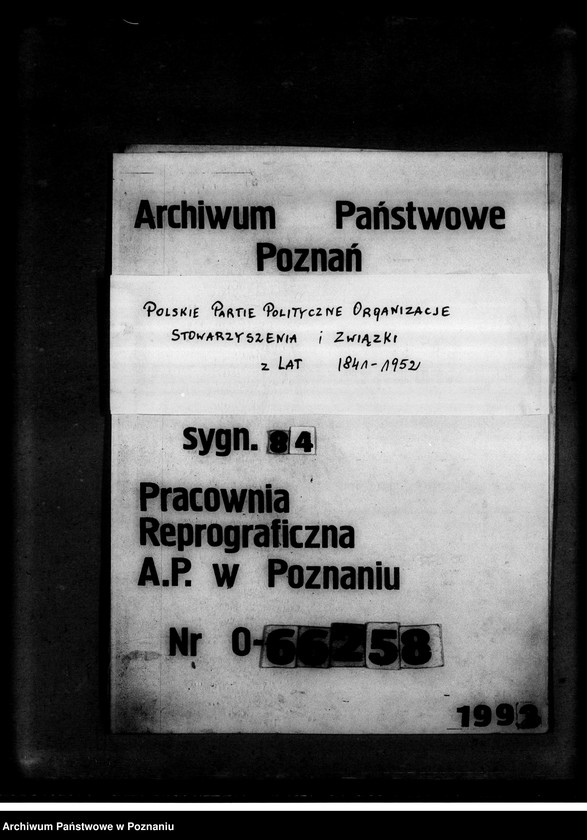 Archiwum Państwowe
Poznań
Polskie Partie Polityczne Organizacje
Stowarzyszenia i Związki
z lat 1841-1952
sygn. 84
Pracownia
Reprograficzna
A.P. w Poznaniu
Nr O-66258
1993
Archiwum Państwowe w Poznaniu